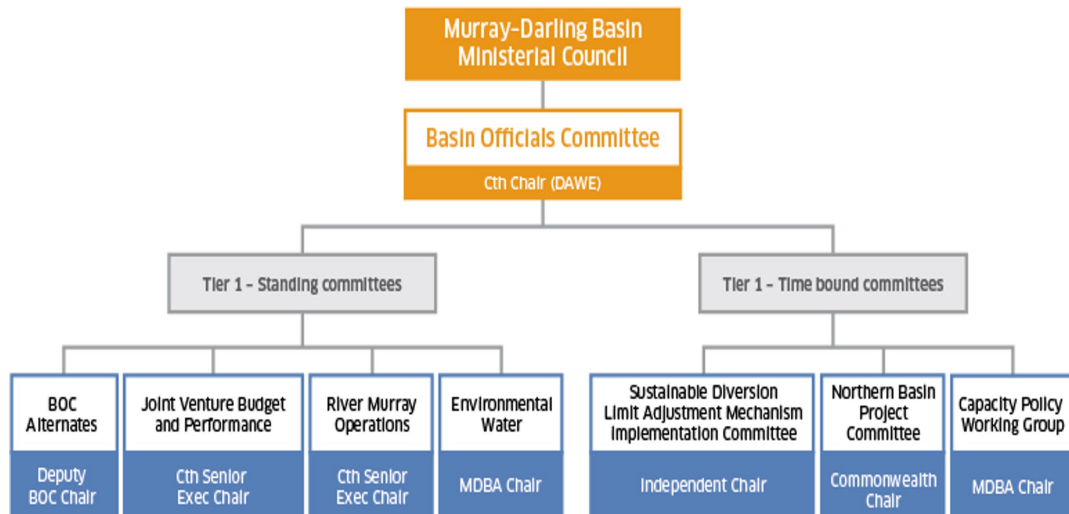 Murray–Darling Basin
Ministerial Council
Basin Officials Committee
Cth Chair (DAWE)
Tier 1 – Standing committees
Tier 1 – Time bound committees
BOC
Alternates
Deputy
BOC Chair
Joint Venture Budget
and Performance
Cth Senior
Exec Chair
River Murray
Operations
Cth Senior
Exec Chair
Environmental
Water
MDBA Chair
Sustainable Diversion
Limit Adjustment Mechanism
Implementation Committee
Independent Chair
Northern Basin
Project
Committee
Commonwealth
Chair
Capacity Policy
Working Group
MDBA Chair